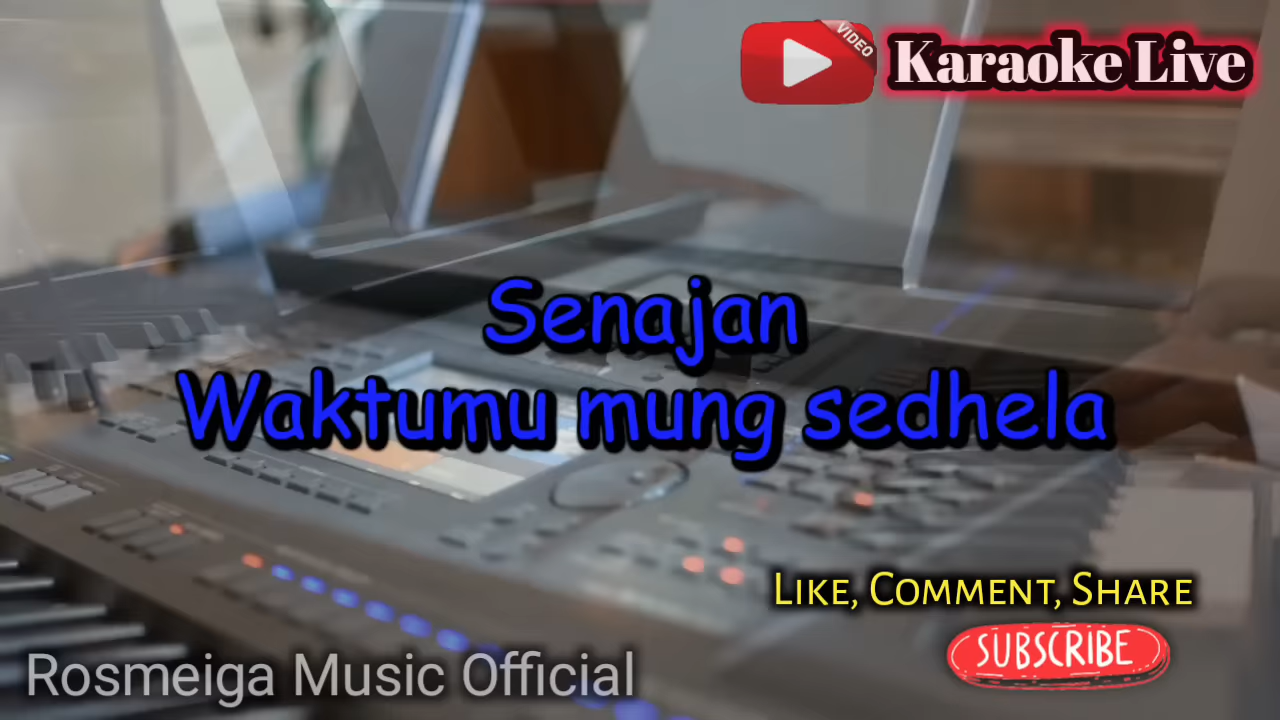 VIDEO
Karaoke Live
Senajan
Waktumu mung sedhela
Like, Comment, Share
SUBSCRIBE
Rosmeiga Music Official